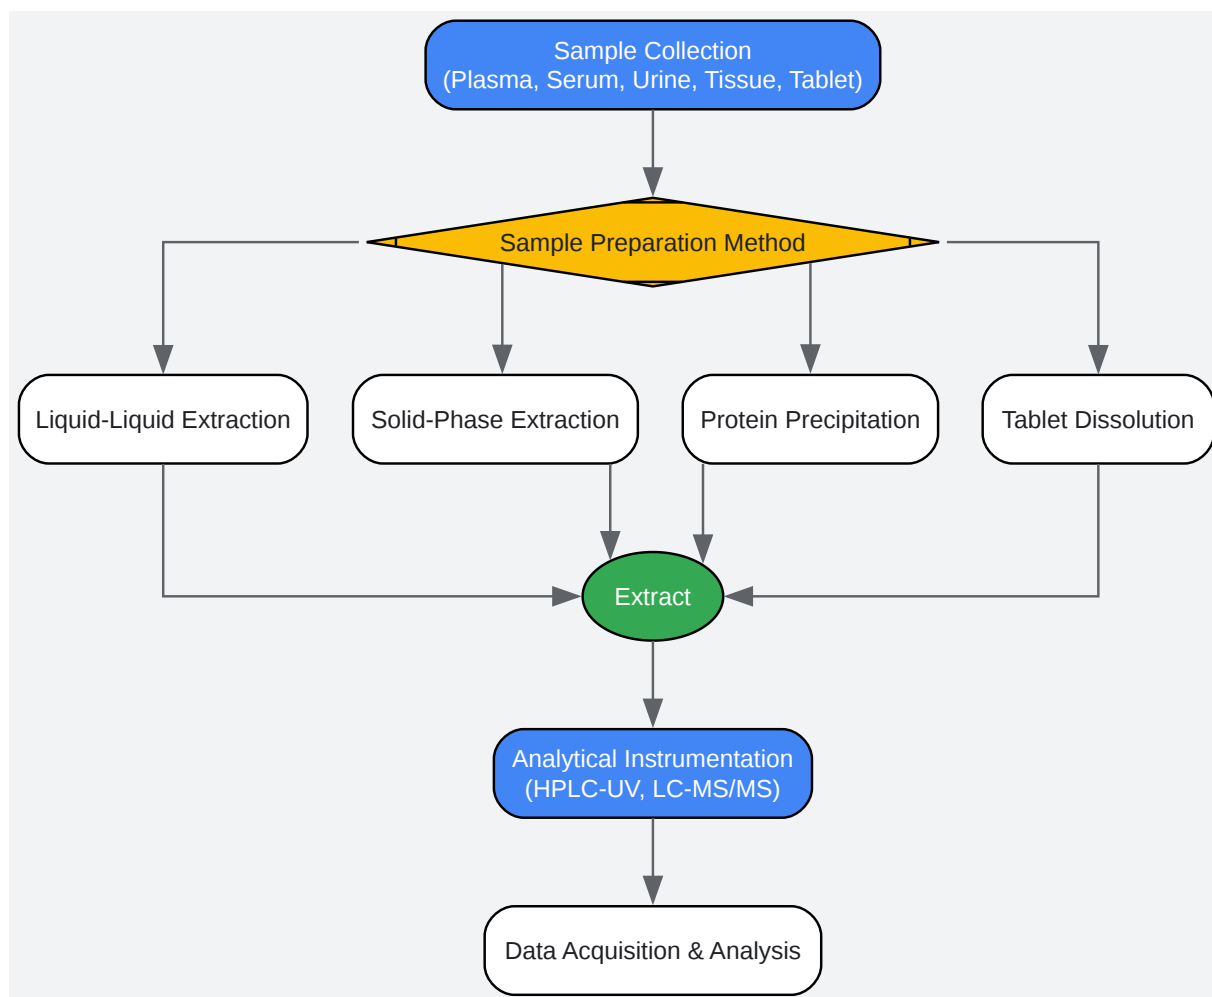 Sample Collection
(Plasma, Serum, Urine, Tissue, Tablet)
Sample Preparation Method
Liquid-Liquid Extraction
Solid-Phase Extraction
Protein Precipitation
Tablet Dissolution
Extract
Analytical Instrumentation
(HPLC-UV, LC-MS/MS)
Data Acquisition & Analysis